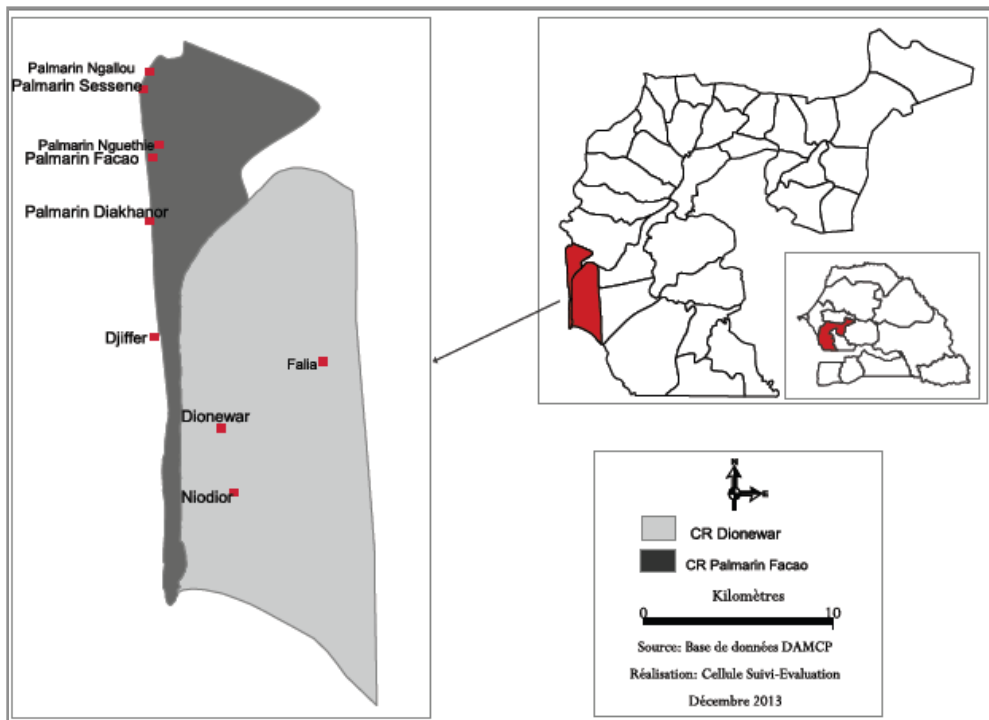 Palmarin Ngallou
Palmarin Sessene
Palmarin Nguethie
Palmarin Facao
Palmarin Diakhanor
Djiffer
Falia
Dionewar
Niodior
N
E
CR Dionewar
CR Palmarin Facao
Kilomètres
0 10
Source: Base de données DAMCP
Réalisation: Cellule Suivi-Evaluation
Décembre 2013